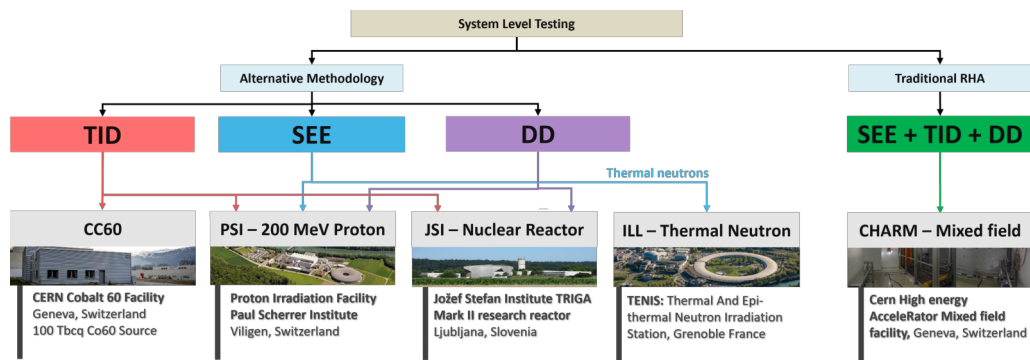 System Level Testing
Alternative Methodology
Traditional RHA
TID
SEE
DD
SEE + TID + DD
Thermal neutrons
CC60
PSI – 200 MeV Proton
JSI – Nuclear Reactor
ILL – Thermal Neutron
CHARM – Mixed field
CERN Cobalt 60 Facility
Geneva, Switzerland
100 Tbcq Co60 Source
Proton Irradiation Facility
Paul Scherrer Institute
Viligen, Switzerland
Jožef Stefan Institute TRIGA
Mark II research reactor
Ljubljana, Slovenia
TENIS: Thermal And Epi-
thermal Neutron Irradiation
Station, Grenoble France
Cern High energy
AcceleRator Mixed field
facility, Geneva, Switzerland